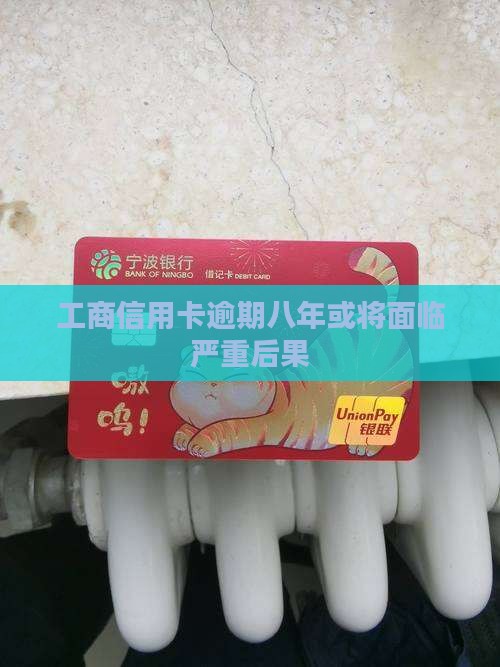 宁波银行
BANK OF NINGBO
借记卡 DEBIT CARD
工商信用卡逾期八年或将面临
严重后果
嗷
呜!
UnionPay
银联